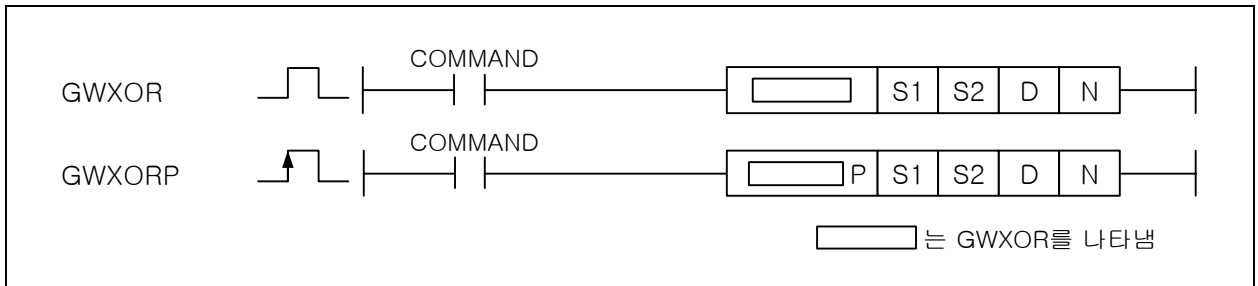 COMMAND
GWXOR S1 S2 D N
COMMAND
GWXORP P S1 S2 D N
는 GWXOR를 나타냄